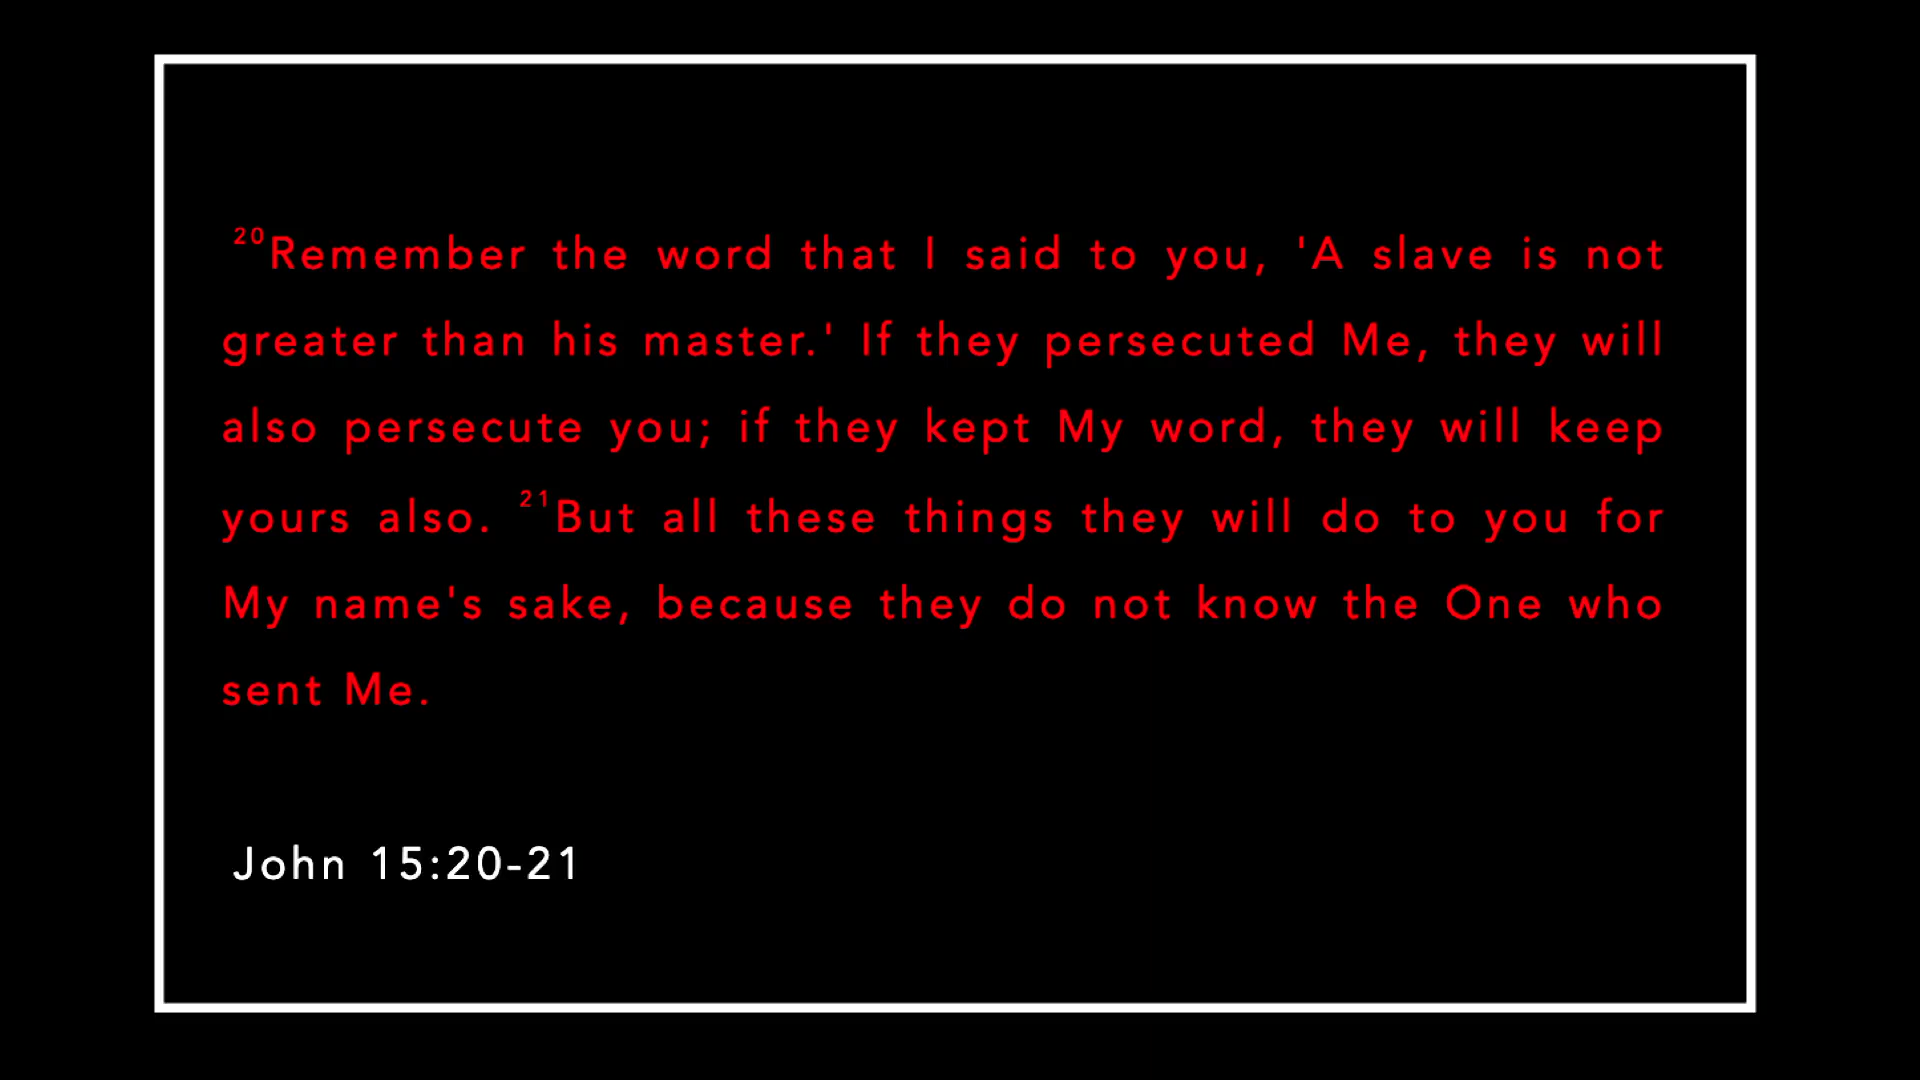 20Remember the word that I said to you, 'A slave is not
greater than his master.' If they persecuted Me, they will
also persecute you; if they kept My word, they will keep
yours also. 21But all these things they will do to you for
My name's sake, because they do not know the One who
sent Me.
John 15:20-21